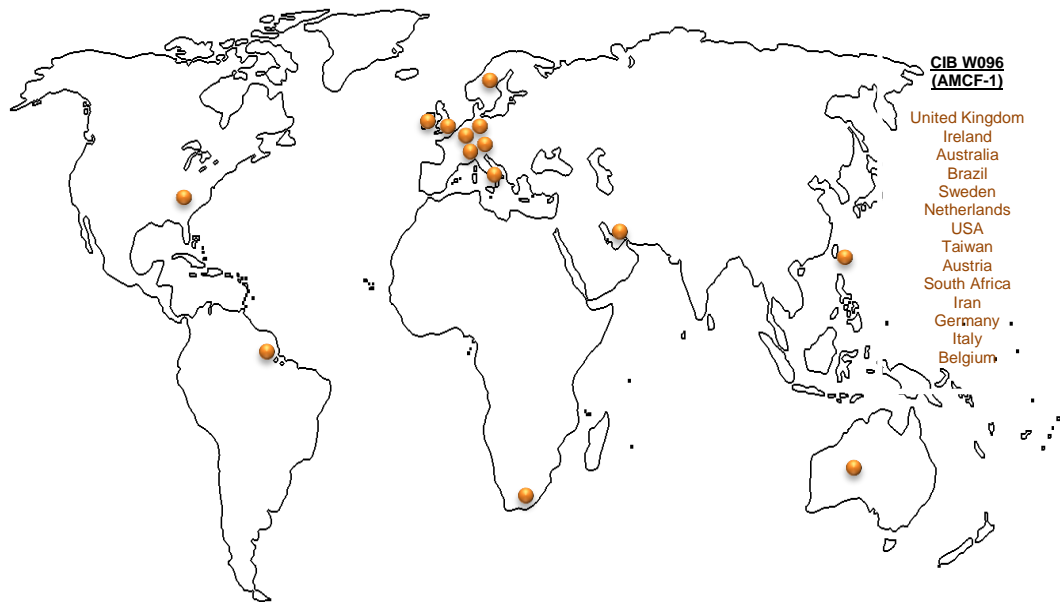 CIB W096
(AMCF-1)
United Kingdom
Ireland
Australia
Brazil
Sweden
Netherlands
USA
Taiwan
Austria
South Africa
Iran
Germany
Italy
Belgium